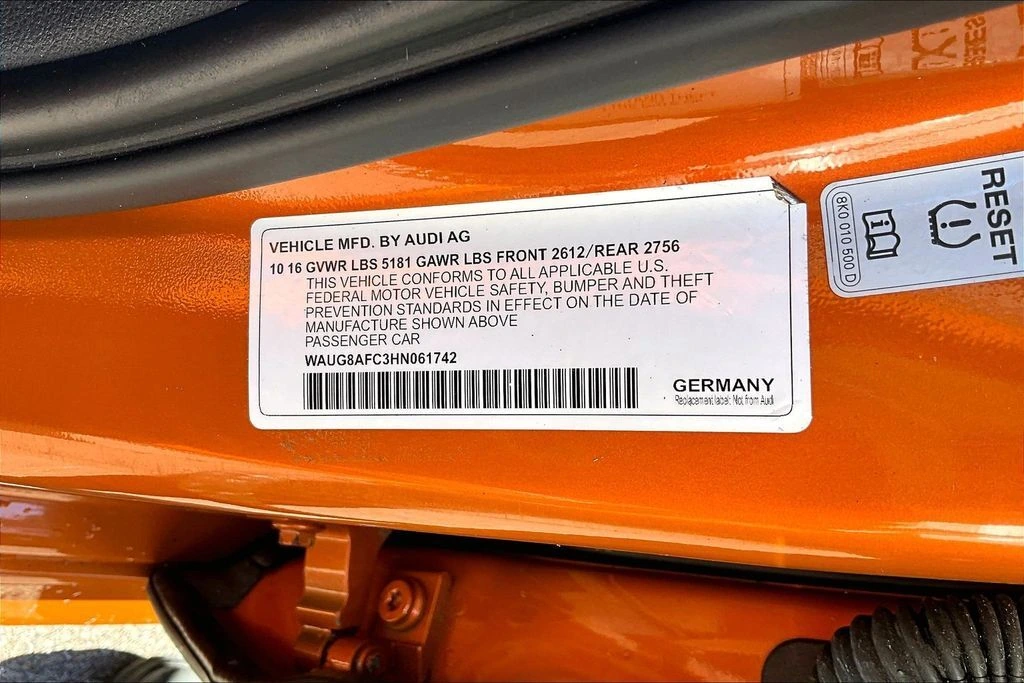 VEHICLE MFD. BY AUDI AG
10 16 GVWR LBS 5181 GAWR LBS FRONT 2612/REAR 2756
THIS VEHICLE CONFORMS TO ALL APPLICABLE U.S.
FEDERAL MOTOR VEHICLE SAFETY, BUMPER AND THEFT
PREVENTION STANDARDS IN EFFECT ON THE DATE OF
MANUFACTURE SHOWN ABOVE
PASSENGER CAR
WAUG8AFC3HN061742
GERMANY
Replacement label: Not from Audi
RESET
8K0 010 500 D